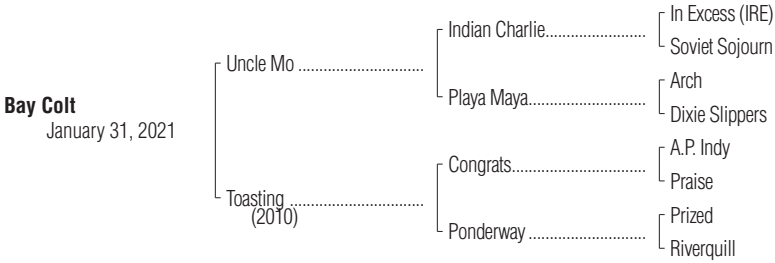 In Excess (IRE)
Indian Charlie........................
Soviet Sojourn
Uncle Mo ..............................
Arch
Playa Maya............................
Dixie Slippers
Bay Colt
January 31, 2021
A.P. Indy
Congrats................................
Praise
Toasting ................................
(2010)
Prized
Ponderway ............................
Riverquill